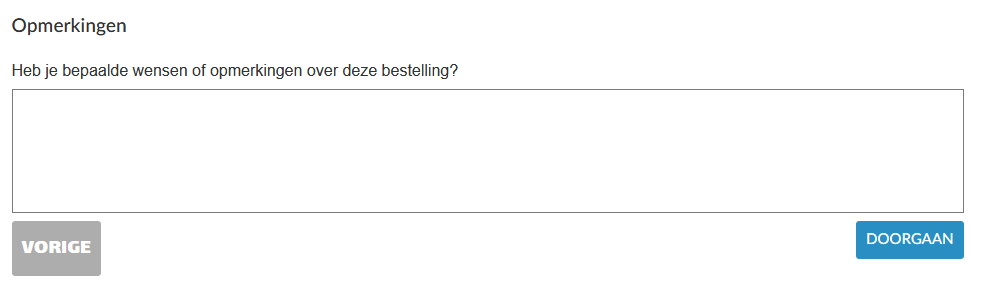 Opmerkingen
Heb je bepaalde wensen of opmerkingen over deze bestelling?
VORIGE
DOORGAAN